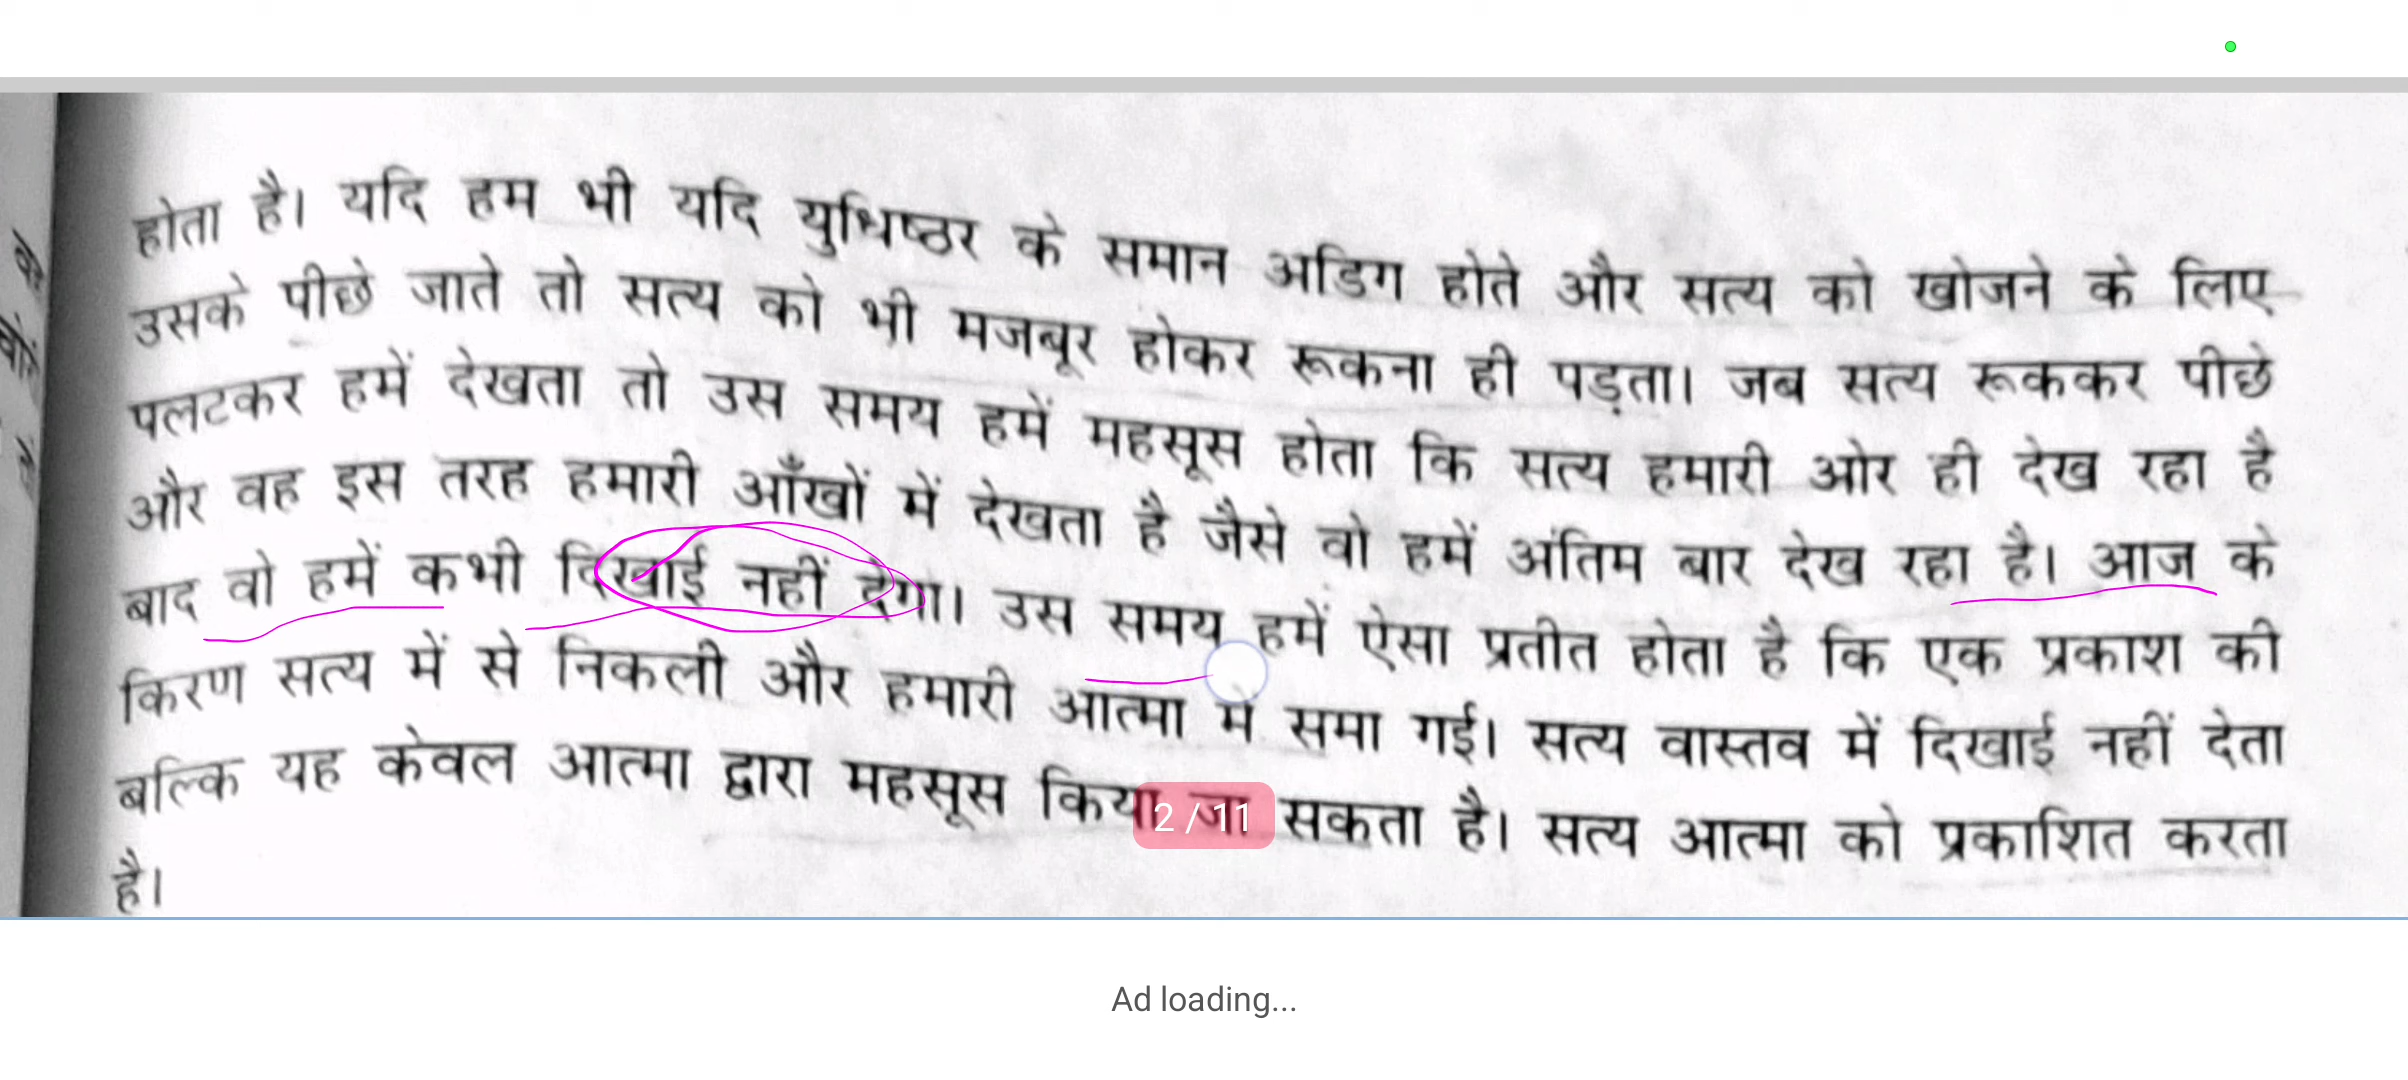 होता है। यदि हम भी यदि युधिष्ठर के समान अडिग होते और सत्य को खोजने के लिए
उसके पीछे जाते तो सत्य को भी मजबूर होकर रूकना ही पड़ता। जब सत्य रूककर पीछे
पलटकर हमें देखता तो उस समय हमें महसूस होता कि सत्य हमारी ओर ही देख रहा है
और वह इस तरह हमारी आँखों में देखता है जैसे वो हमें अंतिम बार देख रहा है। आज के
बाद वो हमें कभी दिखाई नहीं देगा। उस समय हमें ऐसा प्रतीत होता है कि एक प्रकाश की
किरण सत्य में से निकली और हमारी आत्मा में समा गई। सत्य वास्तव में दिखाई नहीं देता
बल्कि यह केवल आत्मा द्वारा महसूस किया जा सकता है। सत्य आत्मा को प्रकाशित करता
है।
2 / 11
Ad loading...